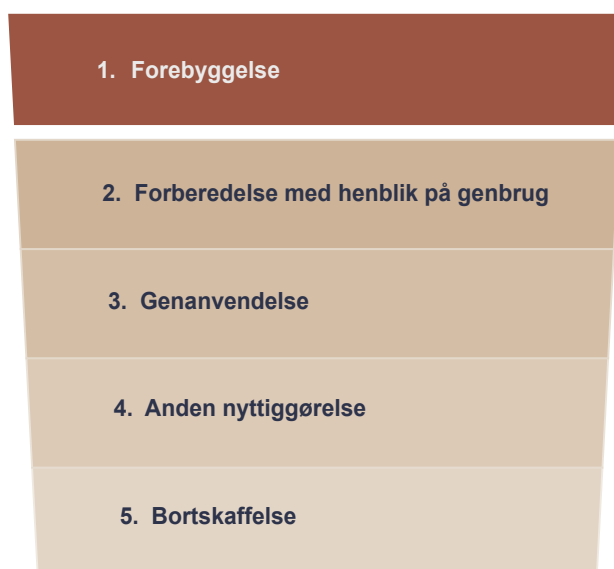 1. Forebyggelse
2. Forberedelse med henblik på genbrug
3. Genanvendelse
4. Anden nyttiggørelse
5. Bortskaffelse